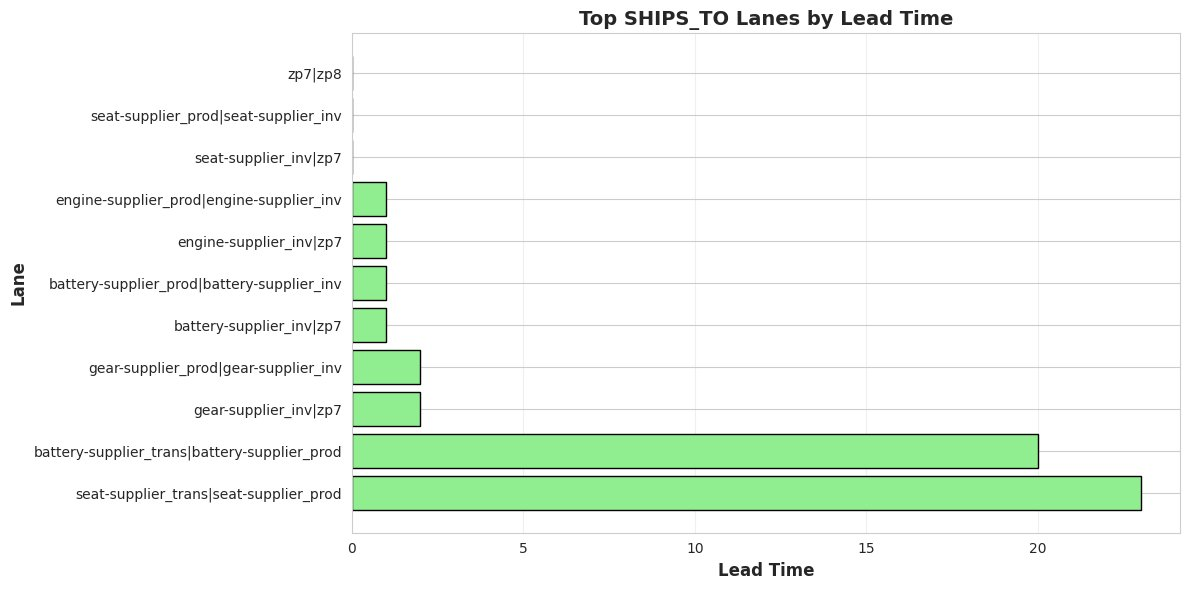 Top SHIPS_TO Lanes by Lead Time
Lane
zp7|zp8
seat-supplier_prod|seat-supplier_inv
seat-supplier_inv|zp7
engine-supplier_prod|engine-supplier_inv
engine-supplier_inv|zp7
battery-supplier_prod|battery-supplier_inv
battery-supplier_inv|zp7
gear-supplier_prod|gear-supplier_inv
gear-supplier_inv|zp7
battery-supplier_trans|battery-supplier_prod
seat-supplier_trans|seat-supplier_prod
0 5 10 15 20
Lead Time